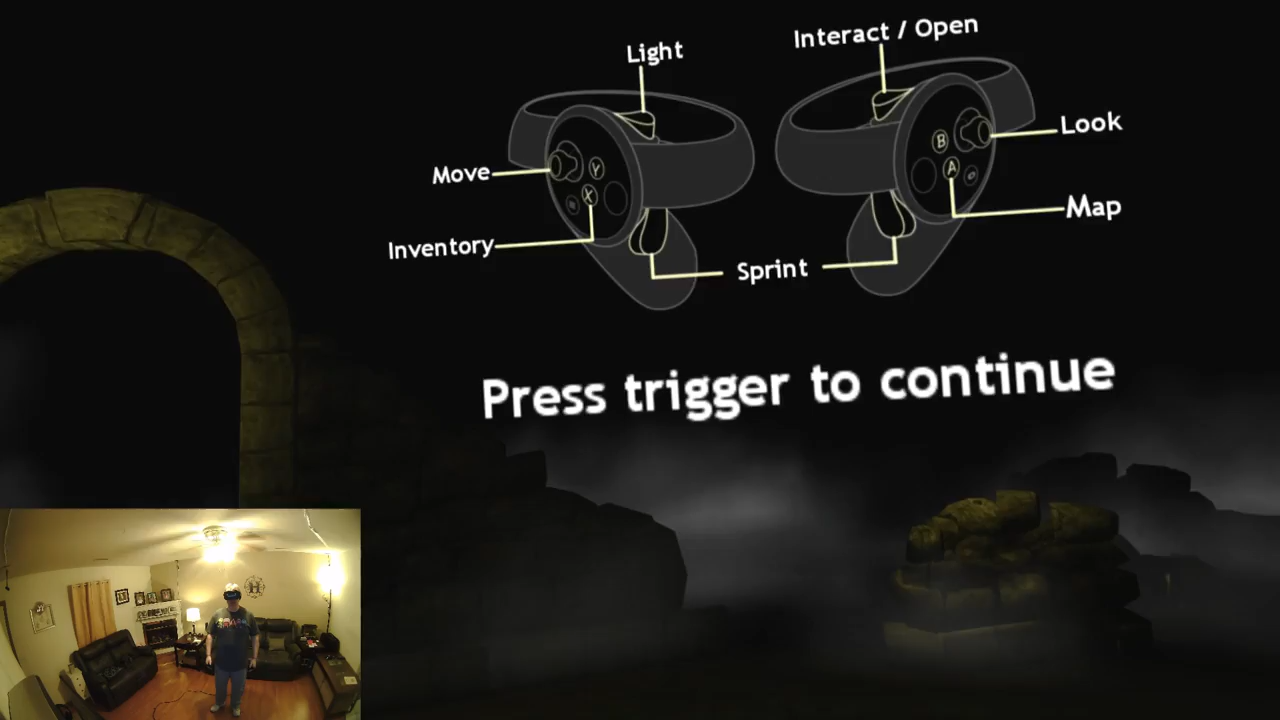 Light
Interact / Open
Look
Move
Y
B
A
X
Map
Inventory
Sprint
Press trigger to continue
H